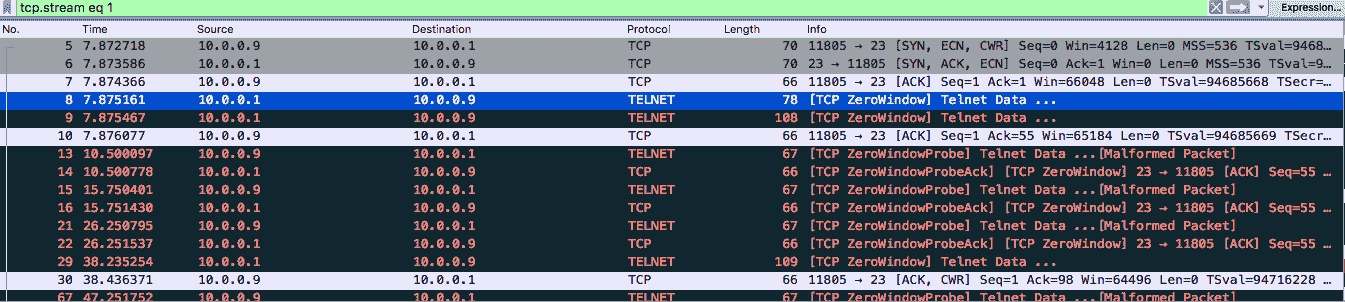 tcp.stream eq 1 Expression...
No. Time Source Destination Protocol Length Info
5 7.872718 10.0.0.9 10.0.0.1 TCP 70 11805 → 23 [SYN, ECN, CWR] Seq=0 Win=4128 Len=0 MSS=536 TSval=9468…
6 7.873586 10.0.0.1 10.0.0.9 TCP 70 23 → 11805 [SYN, ACK, ECN] Seq=0 Ack=1 Win=0 Len=0 MSS=536 TSval=9…
7 7.874366 10.0.0.9 10.0.0.1 TCP 66 11805 → 23 [ACK] Seq=1 Ack=1 Win=66048 Len=0 TSval=94685668 TSecr=…
8 7.875161 10.0.0.1 10.0.0.9 TELNET 78 [TCP ZeroWindow] Telnet Data ...
9 7.875467 10.0.0.1 10.0.0.9 TELNET 108 [TCP ZeroWindow] Telnet Data ...
10 7.876077 10.0.0.9 10.0.0.1 TCP 66 11805 → 23 [ACK] Seq=1 Ack=55 Win=65184 Len=0 TSval=94685669 TSecr…
13 10.500097 10.0.0.9 10.0.0.1 TELNET 67 [TCP ZeroWindowProbe] Telnet Data ...[Malformed Packet]
14 10.500778 10.0.0.1 10.0.0.9 TCP 66 [TCP ZeroWindowProbeAck] [TCP ZeroWindow] 23 → 11805 [ACK] Seq=55 …
15 15.750401 10.0.0.9 10.0.0.1 TELNET 67 [TCP ZeroWindowProbe] Telnet Data ...[Malformed Packet]
16 15.751430 10.0.0.1 10.0.0.9 TCP 66 [TCP ZeroWindowProbeAck] [TCP ZeroWindow] 23 → 11805 [ACK] Seq=55 …
21 26.250795 10.0.0.9 10.0.0.1 TELNET 67 [TCP ZeroWindowProbe] Telnet Data ...[Malformed Packet]
22 26.251537 10.0.0.1 10.0.0.9 TCP 66 [TCP ZeroWindowProbeAck] [TCP ZeroWindow] 23 → 11805 [ACK] Seq=55 …
29 38.235254 10.0.0.1 10.0.0.9 TELNET 109 [TCP ZeroWindow] Telnet Data ...
30 38.436371 10.0.0.9 10.0.0.1 TCP 66 11805 → 23 [ACK, CWR] Seq=1 Ack=98 Win=64496 Len=0 TSval=94716228 …
67 47.251752 10.0.0.9 10.0.0.1 TELNET 67 [TCP ZeroWindowProbe] Telnet Data ...[Malformed Packet]